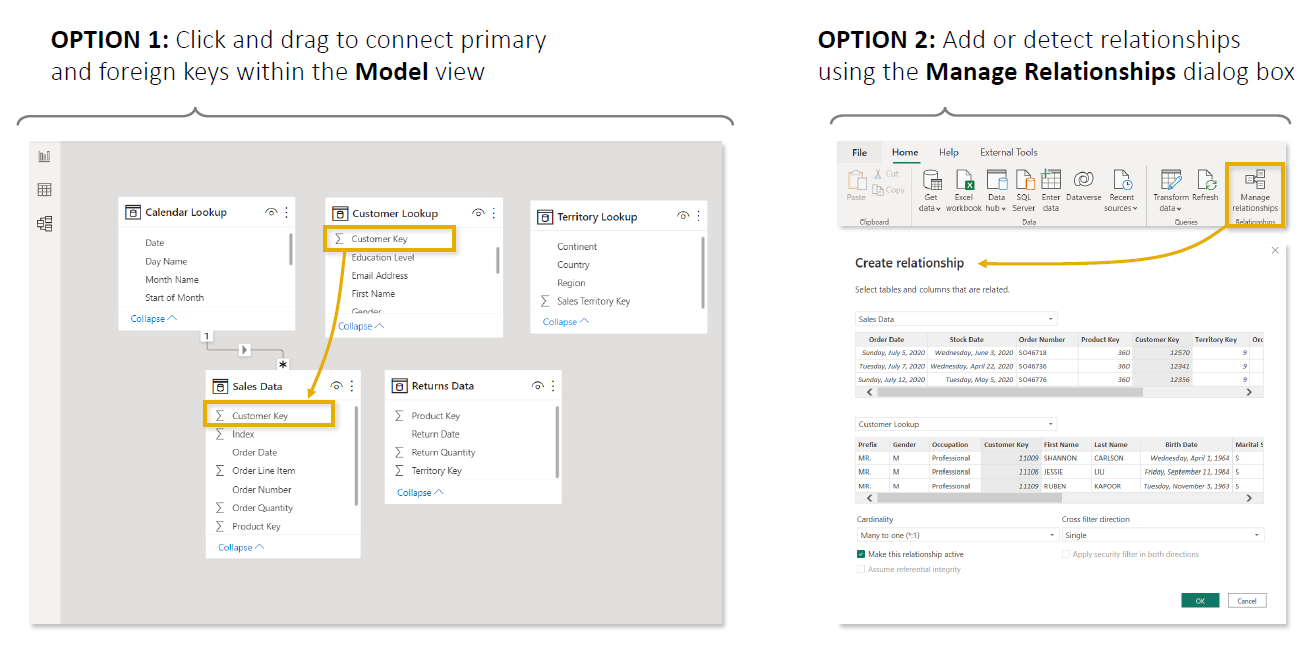 OPTION 1: Click and drag to connect primary
and foreign keys within the Model view
OPTION 2: Add or detect relationships
using the Manage Relationships dialog box
Calendar Lookup
Date
Day Name
Month Name
Start of Month
Collapse
Customer Lookup
Customer Key
Education Level
Email Address
First Name
Gender
Collapse
Territory Lookup
Continent
Country
Region
Sales Territory Key
Collapse
1
*
Sales Data
Customer Key
Index
Order Date
Order Line Item
Order Number
Order Quantity
Product Key
Collapse
Returns Data
Product Key
Return Date
Return Quantity
Territory Key
Collapse
File Home Help External Tools
Paste
Cut
Copy
Clipboard
Get data
Excel workbook
Data hub
SQL Server
Enter data
Dataverse
Recent sources
Data
Transform data
Refresh
Queries
Manage relationships
Relationships
Create relationship
Select tables and columns that are related.
Sales Data
Order Date Stock Date Order Number Product Key Customer Key Territory Key Orc
Sunday, July 5, 2020 Wednesday, June 3, 2020 SO46718 360 12570 9
Tuesday, July 7, 2020 Wednesday, April 22, 2020 SO46736 360 12341 9
Sunday, July 12, 2020 Tuesday, May 5, 2020 SO46776 360 12356 9
Customer Lookup
Prefix Gender Occupation Customer Key First Name Last Name Birth Date Marital S
MR. M Professional 11009 SHANNON CARLSON Wednesday, April 1, 1964 S
MR. M Professional 11106 JESSIE LIU Friday, September 11, 1964 S
MR. M Professional 11109 RUBEN KAPOOR Tuesday, November 5, 1963 S
Cardinality
Many to one (*:1)
Cross filter direction
Single
Make this relationship active
Apply security filter in both directions
Assume referential integrity
OK Cancel